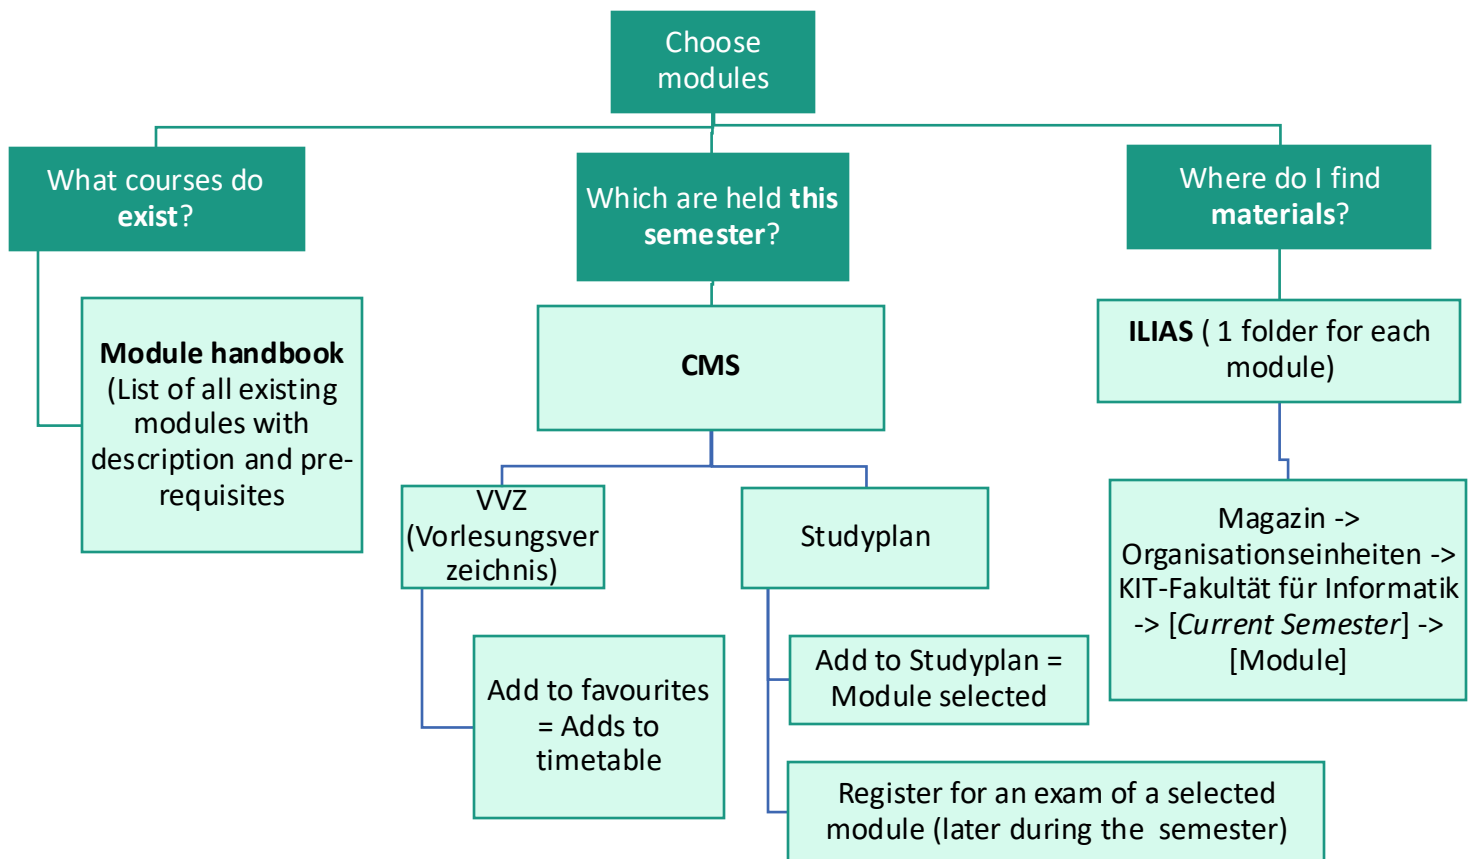 Choose
modules
What courses do
exist?
Which are held this
semester?
Where do I find
materials?
Module handbook
(List of all existing
modules with
description and pre-
requisites
CMS
ILIAS ( 1 folder for each
module)
VVZ
(Vorlesungsver
zeichnis)
Studyplan
Magazin ->
Organisationseinheiten ->
KIT-Fakultät für Informatik
-> [Current Semester] ->
[Module]
Add to favourites
= Adds to
timetable
Add to Studyplan =
Module selected
Register for an exam of a selected
module (later during the semester)